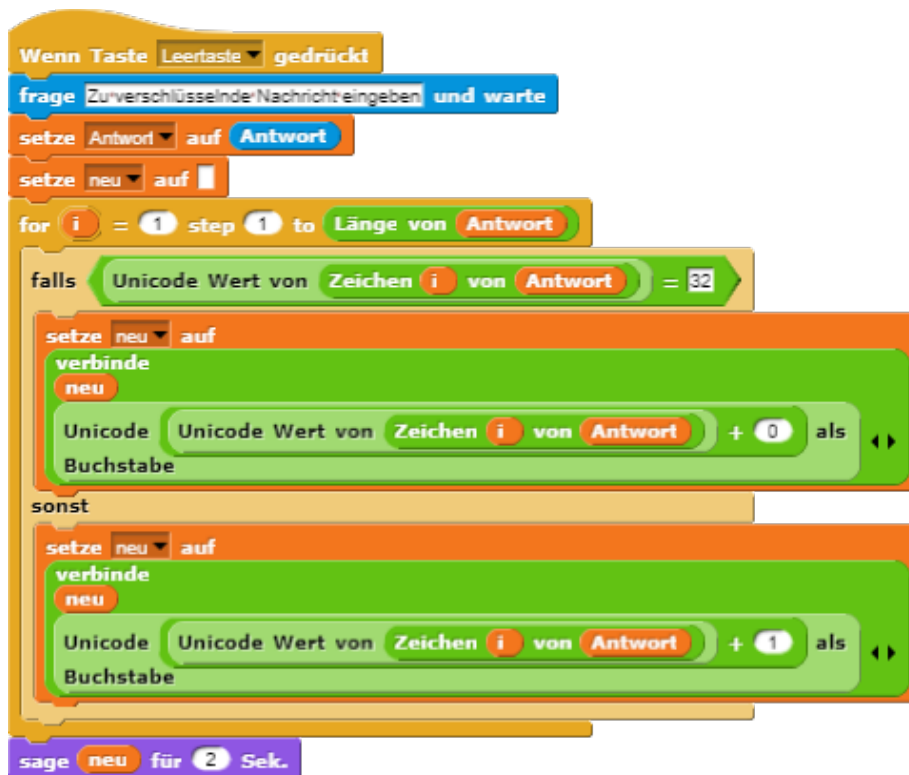 Wenn Taste Leertaste gedrückt
frage Zu verschlüsselnde Nachricht eingeben und warte
setze Antwort auf Antwort
setze neu auf
for i = 1 step 1 to Länge von Antwort
falls Unicode Wert von Zeichen i von Antwort = 32
setze neu auf
verbinde
neu
Unicode Unicode Wert von Zeichen i von Antwort + 0 als
Buchstabe
sonst
setze neu auf
verbinde
neu
Unicode Unicode Wert von Zeichen i von Antwort + 1 als
Buchstabe
sage neu für 2 Sek.